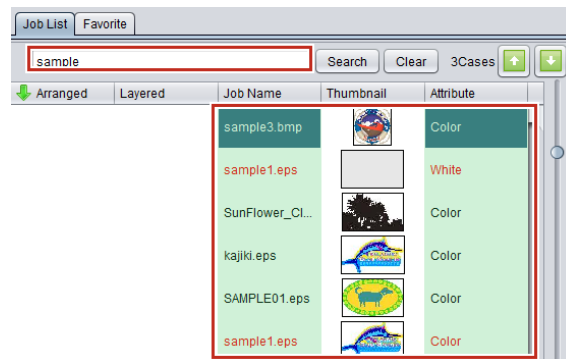 Job List Favorite
sample Search Clear 3Cases
Arranged Layered Job Name Thumbnail Attribute
sample3.bmp Color
sample1.eps White
SunFlower_Cl... Color
kajiki.eps Color
SAMPLE01.eps Color
sample1.eps Color